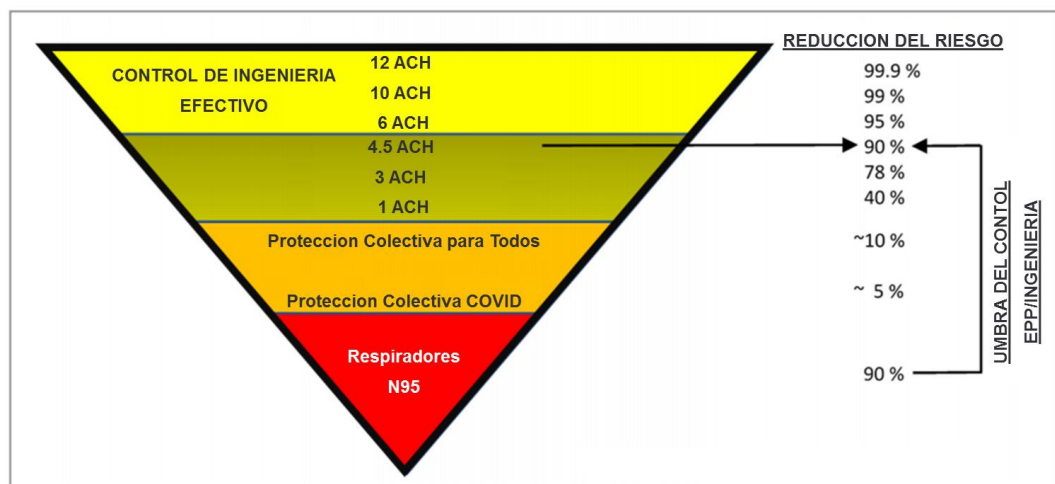 REDUCCION DEL RIESGO
CONTROL DE INGENIERIA
EFECTIVO
12 ACH
10 ACH
6 ACH
4.5 ACH
3 ACH
1 ACH
Proteccion Colectiva para Todos
Proteccion Colectiva COVID
Respiradores
N95
99.9 %
99 %
95 %
90 %
78 %
40 %
~10 %
~ 5 %
90 %
UMBRA DEL CONTOL
EPP/INGENIERIA